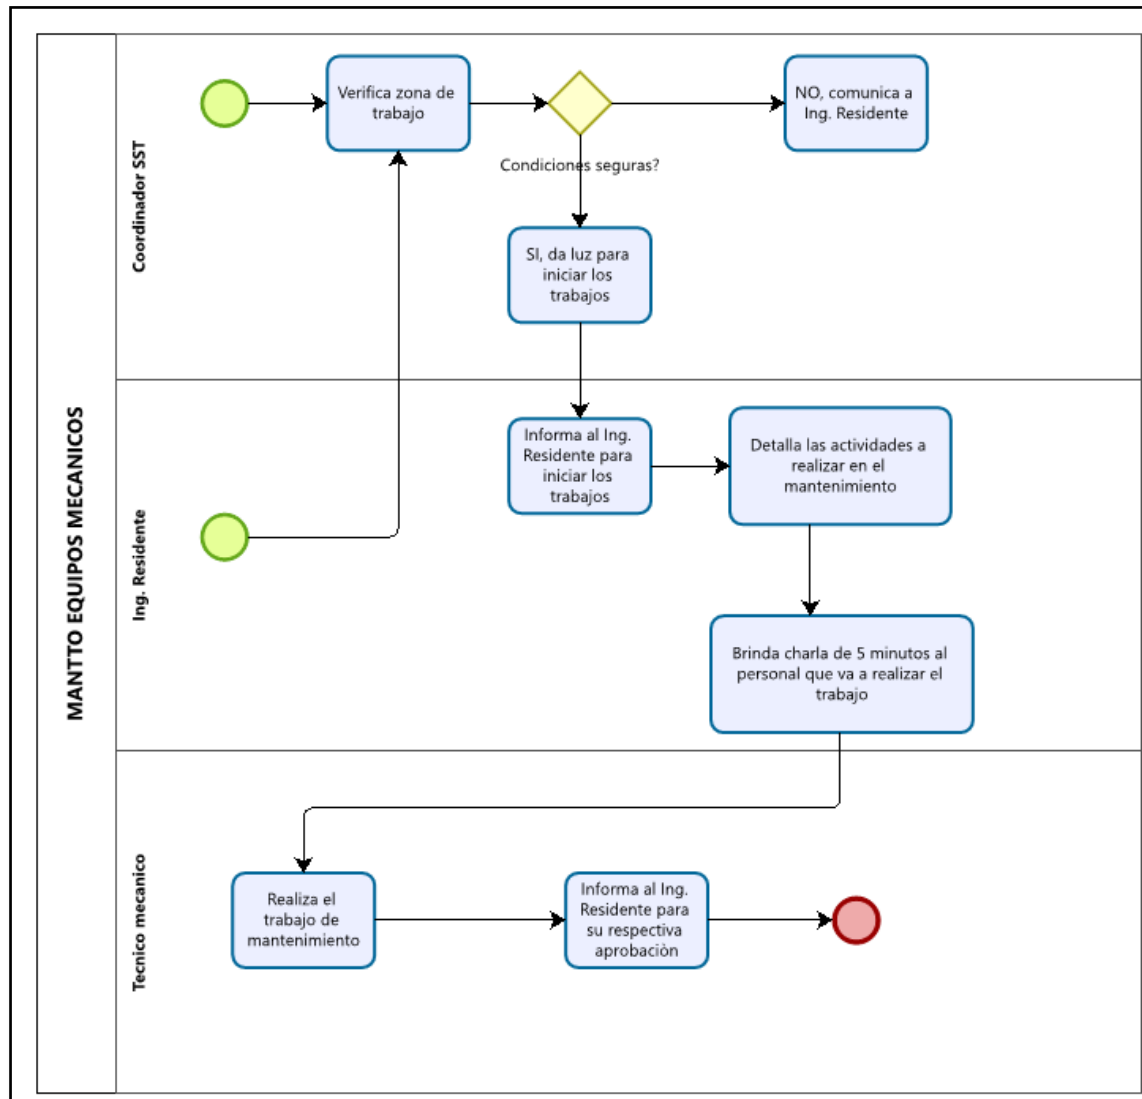 MANTTO EQUIPOS MECANICOS
Coordinador SST
Verifica zona de
trabajo
Condiciones seguras?
NO, comunica a
Ing. Residente
SI, da luz para
iniciar los
trabajos
Ing. Residente
Informa al Ing.
Residente para
iniciar los
trabajos
Detalla las actividades a
realizar en el
mantenimiento
Brinda charla de 5 minutos al
personal que va a realizar el
trabajo
Tecnico mecanico
Realiza el
trabajo de
mantenimiento
Informa al Ing.
Residente para
su respectiva
aprobaciòn